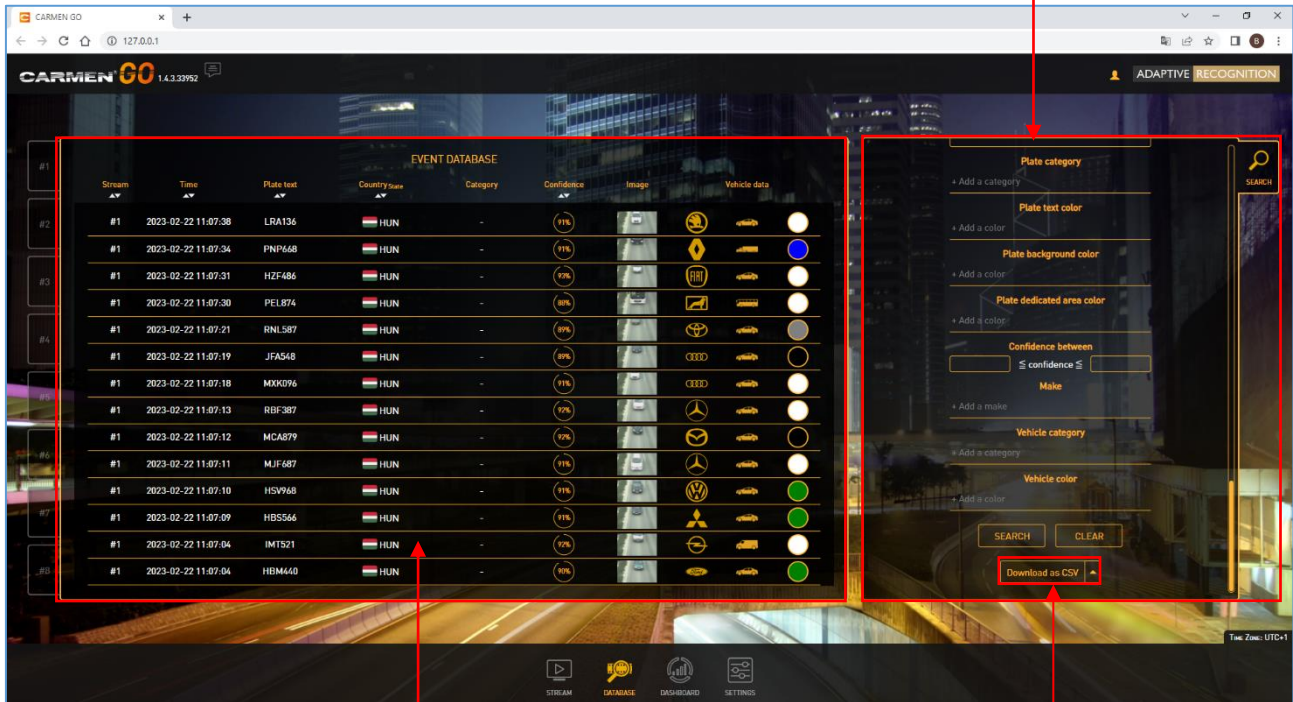 CARMEN GO
127.0.0.1
B
CARMEN GO 1.4.3.33952
ADAPTIVE RECOGNITION
EVENT DATABASE
Stream Time Plate text Country State Category Confidence Image Vehicle data
#1 2023-02-22 11:07:38 LRA136 HUN - 91%
#1 2023-02-22 11:07:34 PNP668 HUN - 91%
#1 2023-02-22 11:07:31 HZF486 HUN - 93% FIAT
#1 2023-02-22 11:07:30 PEL874 HUN - 88%
#1 2023-02-22 11:07:21 RNL587 HUN - 89%
#1 2023-02-22 11:07:19 JFA548 HUN - 89%
#1 2023-02-22 11:07:18 MXK096 HUN - 91%
#1 2023-02-22 11:07:13 RBF387 HUN - 92%
#1 2023-02-22 11:07:12 MCA879 HUN - 92%
#1 2023-02-22 11:07:11 MJF687 HUN - 91%
#1 2023-02-22 11:07:10 HSV968 HUN - 91%
#1 2023-02-22 11:07:09 HBS566 HUN - 91%
#1 2023-02-22 11:07:04 IMT521 HUN - 92%
#1 2023-02-22 11:07:04 HBM440 HUN - 90%
#1
#2
#3
#4
#5
#6
#7
#8
Plate category
+ Add a category
Plate text color
+ Add a color
Plate background color
+ Add a color
Plate dedicated area color
+ Add a color
Confidence between
≦ confidence ≦
Make
+ Add a make
Vehicle category
+ Add a category
Vehicle color
+ Add a color
SEARCH CLEAR
Download as CSV
SEARCH
Time Zone: UTC+1
STREAM DATABASE DASHBOARD SETTINGS